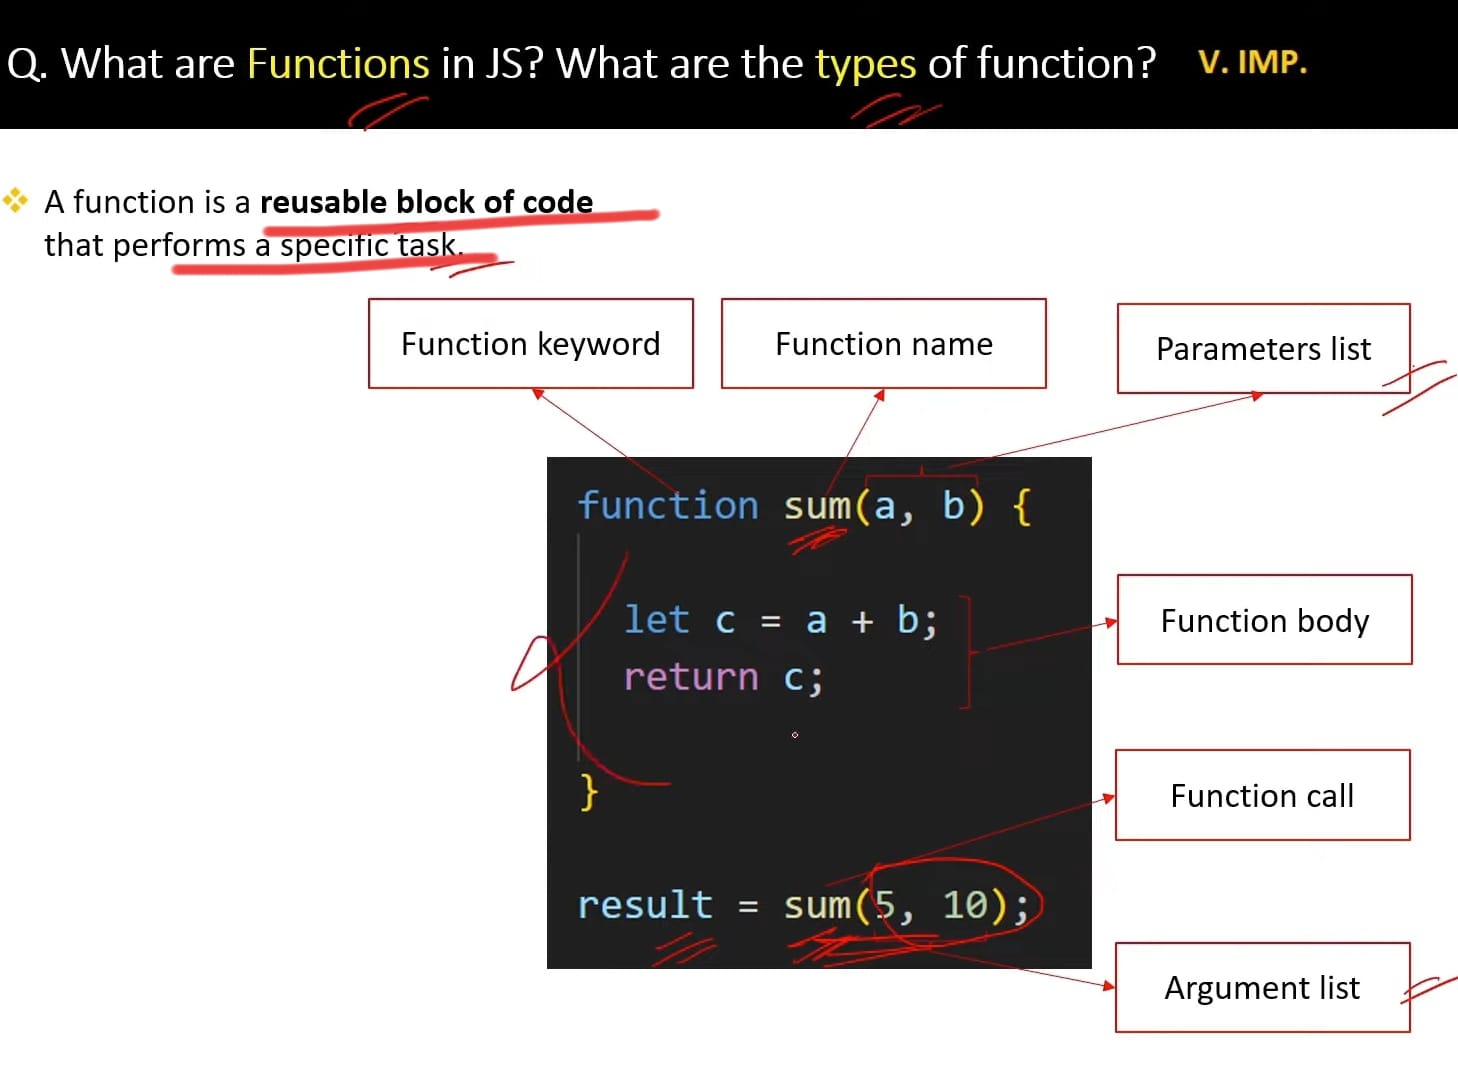 Q. What are Functions in JS? What are the types of function? V. IMP.
A function is a reusable block of code
that performs a specific task.
Function keyword
Function name
Parameters list
function sum(a, b) {
let c = a + b;
return c;
}
Function body
Function call
result = sum(5, 10);
Argument list